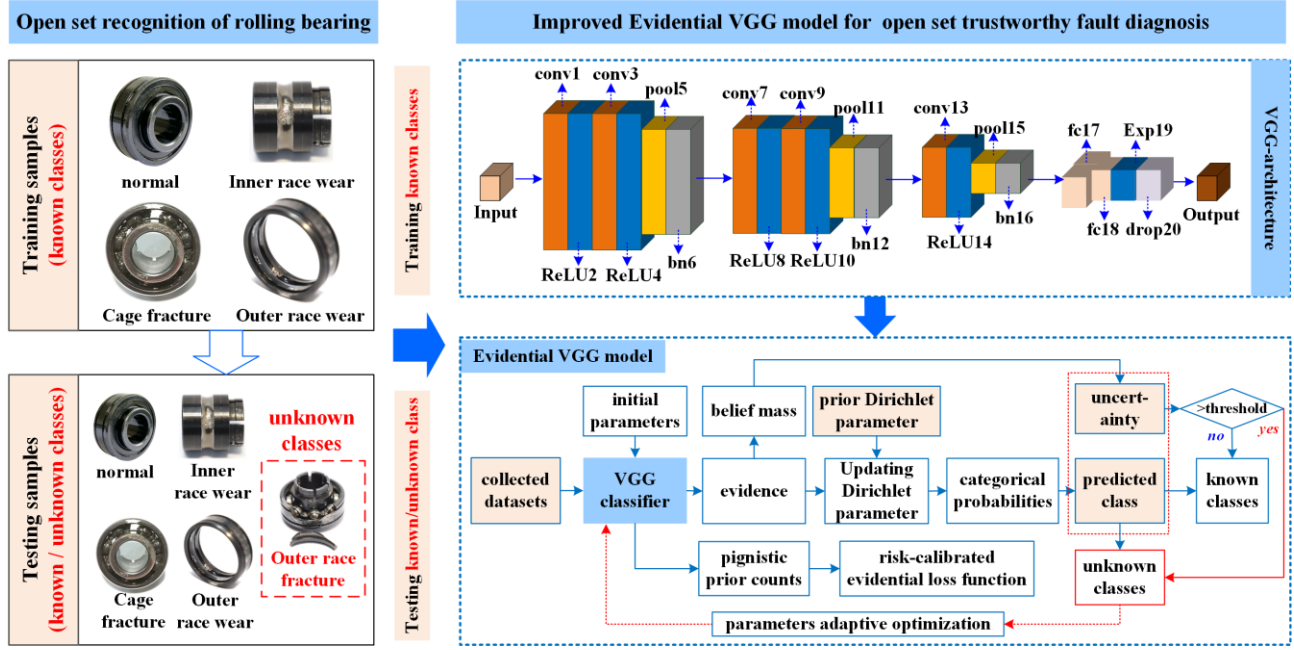 Open set recognition of rolling bearing
Training samples
(known classes)
normal
Inner race wear
Cage fracture
Outer race wear
Testing samples
(known / unknown classes)
normal
Inner
race wear
Cage
fracture
Outer
race wear
unknown
classes
Outer race
fracture
Training known classes
Testing known/unknown class
Improved Evidential VGG model for open set trustworthy fault diagnosis
VGG-architecture
Input
conv1
conv3
pool5
ReLU2
ReLU4
bn6
conv7
conv9
pool11
ReLU8
ReLU10
bn12
conv13
pool15
ReLU14
bn16
fc17
Exp19
fc18
drop20
Output
Evidential VGG model
initial
parameters
belief mass
prior Dirichlet
parameter
uncert-
ainty
>threshold
no
yes
collected
datasets
VGG
classifier
evidence
Updating
Dirichlet
parameter
categorical
probabilities
predicted
class
known
classes
pignistic
prior counts
risk-calibrated
evidential loss function
unknown
classes
parameters adaptive optimization